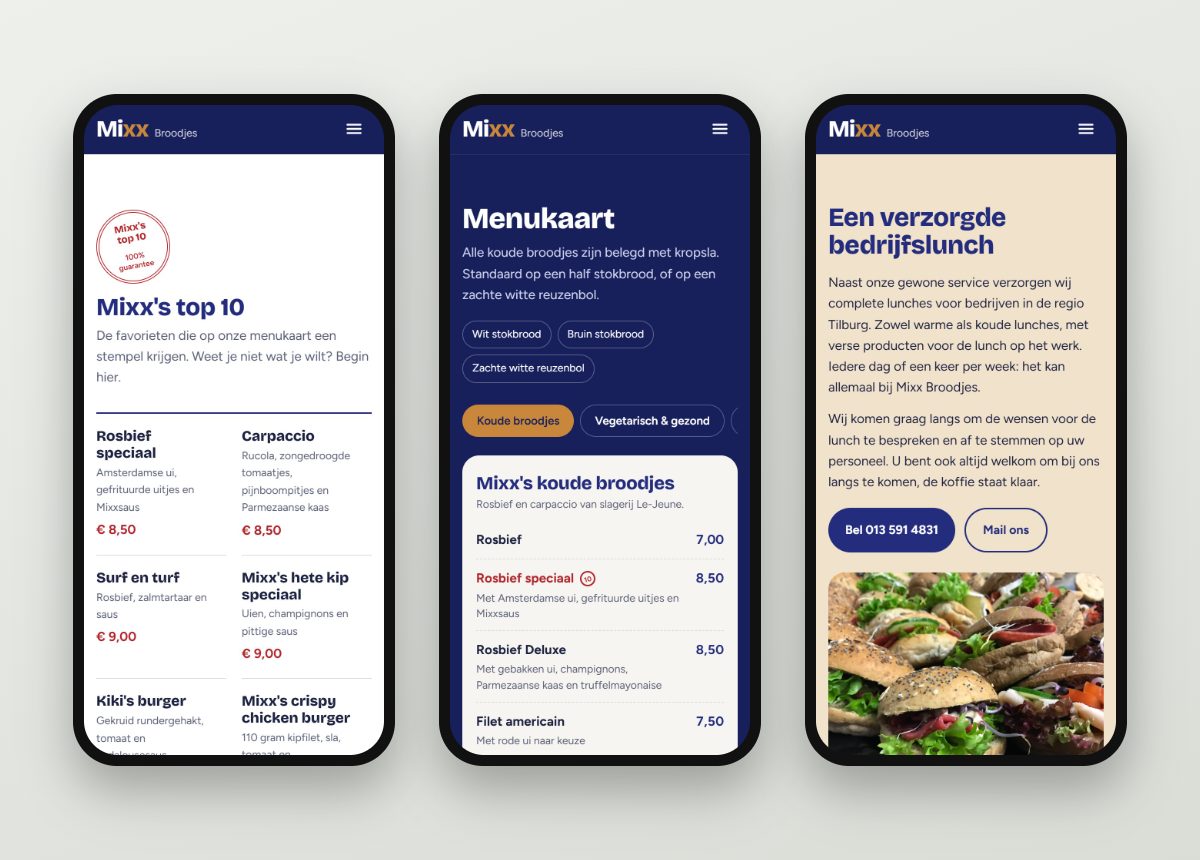 Mixx Broodjes
Mixx's
top 10
100%
guarantee
Mixx's top 10
De favorieten die op onze menukaart een
stempel krijgen. Weet je niet wat je wilt? Begin
hier.
Rosbief
speciaal
Amsterdamse ui,
gefrituurde uitjes en
Mixxsaus
€ 8,50
Carpaccio
Rucola, zongedroogde
tomaatjes,
pijnboompitjes en
Parmezaanse kaas
€ 8,50
Surf en turf
Rosbief, zalmtartaar en
saus
€ 9,00
Mixx's hete kip
speciaal
Uien, champignons en
pittige saus
€ 9,00
Kiki's burger
Gekruid rundergehakt,
tomaat en
Mixx's crispy
chicken burger
110 gram kipfilet, sla,
tomaat en
Mixx Broodjes
Menukaart
Alle koude broodjes zijn belegd met kropsla.
Standaard op een half stokbrood, of op een
zachte witte reuzenbol.
Wit stokbrood
Bruin stokbrood
Zachte witte reuzenbol
Koude broodjes
Vegetarisch & gezond
Mixx's koude broodjes
Rosbief en carpaccio van slagerij Le-Jeune.
Rosbief 7,00
Rosbief speciaal 10 8,50
Met Amsterdamse ui, gefrituurde uitjes en
Mixxsaus
Rosbief Deluxe 8,50
Met gebakken ui, champignons,
Parmezaanse kaas en truffelmayonaise
Filet americain 7,50
Met rode ui naar keuze
Mixx Broodjes
Een verzorgde
bedrijfslunch
Naast onze gewone service verzorgen wij
complete lunches voor bedrijven in de regio
Tilburg. Zowel warme als koude lunches, met
verse producten voor de lunch op het werk.
Iedere dag of een keer per week: het kan
allemaal bij Mixx Broodjes.
Wij komen graag langs om de wensen voor de
lunch te bespreken en af te stemmen op uw
personeel. U bent ook altijd welkom om bij ons
langs te komen, de koffie staat klaar.
Bel 013 591 4831
Mail ons